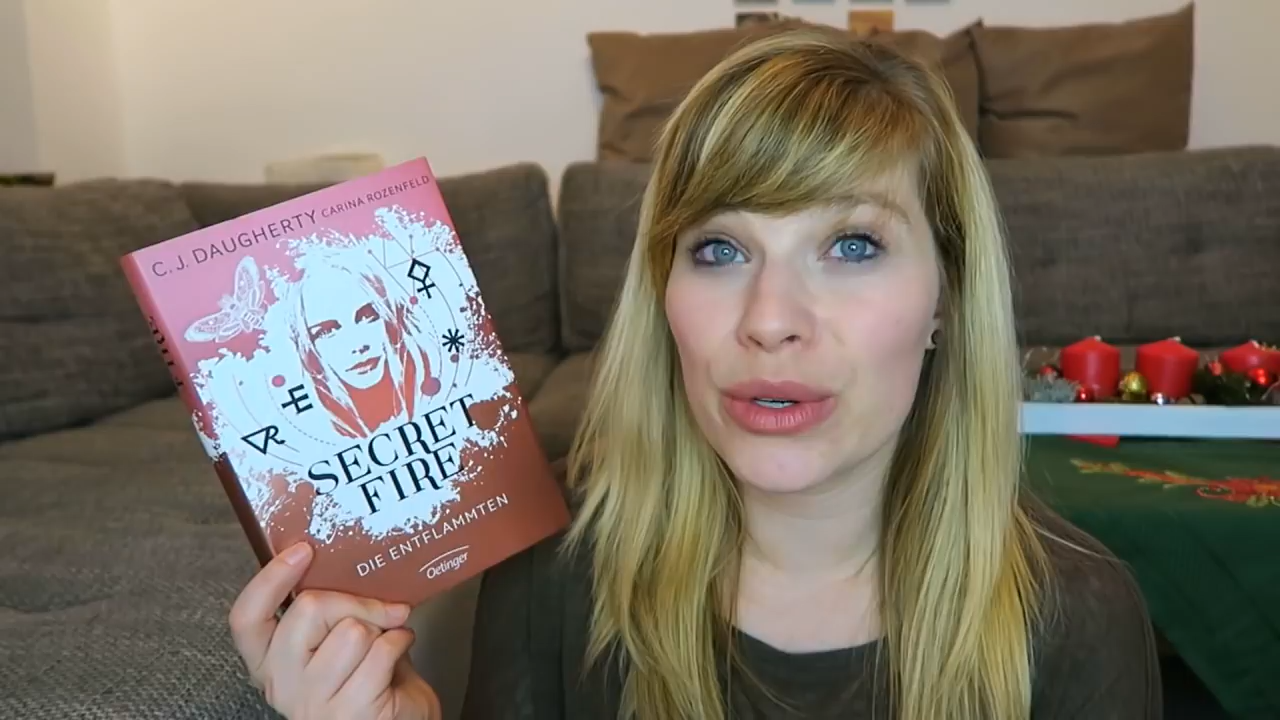 C. J. DAUGHERTY CARINA ROZENFELD
SECRET
FIRE
DIE ENTFLAMMTEN
Oetinger